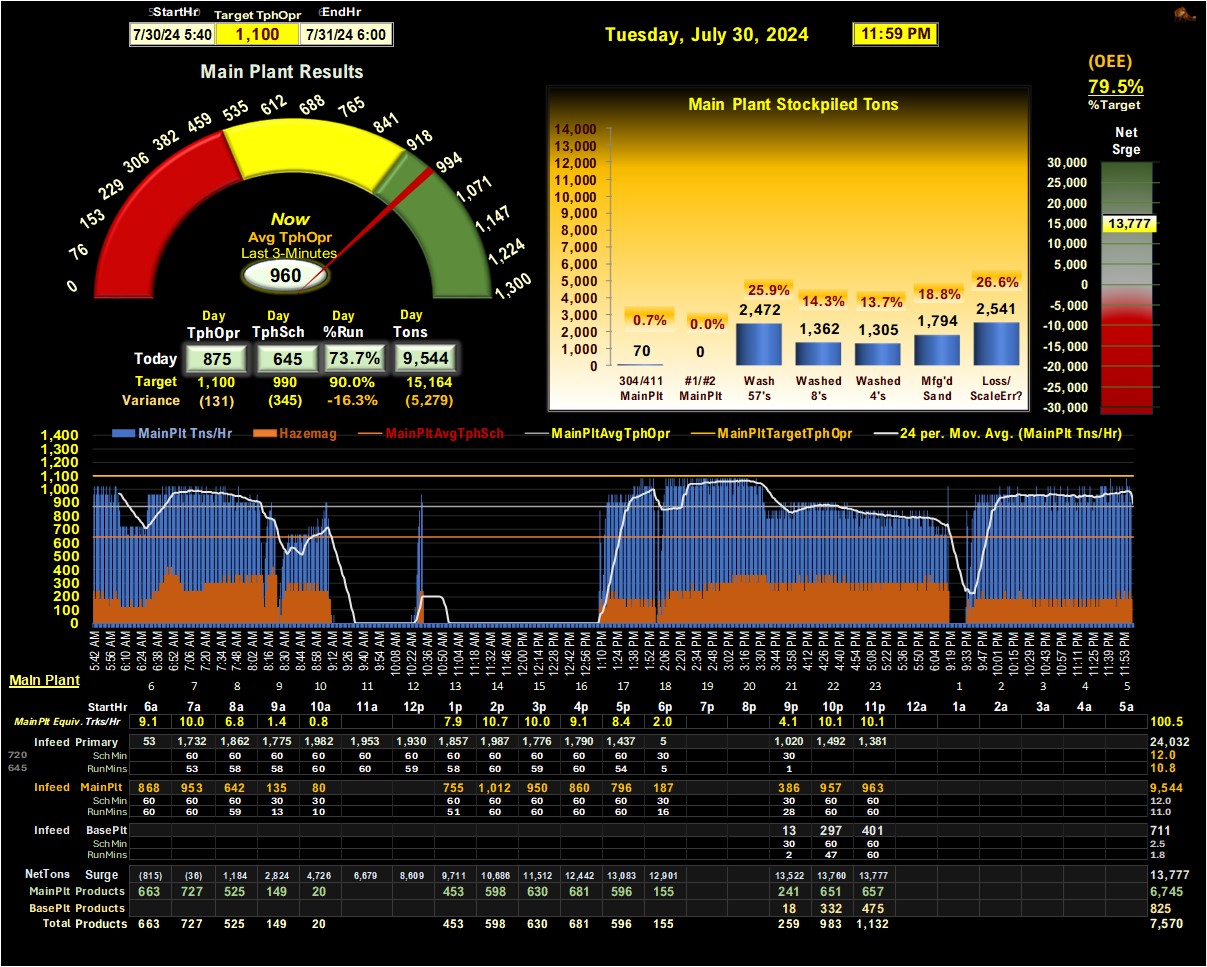 StartHr Target TphOpr EndHr
7/30/24 5:40 1,100 7/31/24 6:00
Tuesday, July 30, 2024 11:59 PM
(OEE)
79.5%
%Target
Main Plant Results
0 76 153 229 306 382 459 535 612 688 765 841 918 994 1,071 1,147 1,224 1,300
Now
Avg TphOpr
Last 3-Minutes
960
Day Day Day Day
TphOpr TphSch %Run Tons
Today 875 645 73.7% 9,544
Target 1,100 990 90.0% 15,164
Variance (131) (345) -16.3% (5,279)
Main Plant Stockpiled Tons
14,000
13,000
12,000
11,000
10,000
9,000
8,000
7,000
6,000
5,000
4,000
3,000
2,000
1,000
0
0.7% 0.0% 25.9% 14.3% 13.7% 18.8% 26.6%
70 0 2,472 1,362 1,305 1,794 2,541
304/411 #1/#2 Wash Washed Washed Mfg'd Loss/
MainPlt MainPlt 57's 8's 4's Sand ScaleErr?
Net
Srge
30,000
25,000
20,000
15,000
10,000
5,000
0
-5,000
-10,000
-15,000
-20,000
-25,000
-30,000
13,777
MainPlt Tns/Hr Hazemag MainPltAvgTphSch MainPltAvgTphOpr MainPltTargetTphOpr 24 per. Mov. Avg. (MainPlt Tns/Hr)
1,400
1,300
1,200
1,100
1,000
900
800
700
600
500
400
300
200
100
0
5:42 AM 5:56 AM 6:10 AM 6:24 AM 6:38 AM 6:52 AM 7:06 AM 7:20 AM 7:34 AM 7:48 AM 8:02 AM 8:16 AM 8:30 AM 8:44 AM 8:58 AM 9:12 AM 9:26 AM 9:40 AM 9:54 AM 10:08 AM 10:22 AM 10:36 AM 10:50 AM 11:04 AM 11:18 AM 11:32 AM 11:46 AM 12:00 PM 12:14 PM 12:28 PM 12:42 PM 12:56 PM 1:10 PM 1:24 PM 1:38 PM 1:52 PM 2:06 PM 2:20 PM 2:34 PM 2:48 PM 3:02 PM 3:16 PM 3:30 PM 3:44 PM 3:58 PM 4:12 PM 4:26 PM 4:40 PM 4:54 PM 5:08 PM 5:22 PM 5:36 PM 5:50 PM 6:04 PM 9:19 PM 9:33 PM 9:47 PM 10:01 PM 10:15 PM 10:29 PM 10:43 PM 10:57 PM 11:11 PM 11:25 PM 11:39 PM 11:53 PM
Main Plant
6 7 8 9 10 11 12 13 14 15 16 17 18 19 20 21 22 23 1 2 3 4 5
StartHr 6a 7a 8a 9a 10a 11a 12p 1p 2p 3p 4p 5p 6p 7p 8p 9p 10p 11p 12a 1a 2a 3a 4a 5a
MainPlt Equiv. Trks/Hr 9.1 10.0 6.8 1.4 0.8 7.9 10.7 10.0 9.1 8.4 2.0 4.1 10.1 10.1 100.5
Infeed Primary 53 1,732 1,862 1,775 1,982 1,953 1,930 1,857 1,987 1,776 1,790 1,437 5 1,020 1,492 1,381 24,032
720 SchMin 60 60 60 60 60 60 60 60 60 60 60 30 30 12.0
645 RunMins 53 58 58 60 60 59 58 60 59 60 54 5 1 10.8
Infeed MainPlt 868 953 642 135 80 755 1,012 950 860 796 187 386 957 963 9,544
SchMin 60 60 60 30 30 60 60 60 60 60 30 30 60 60 12.0
RunMins 60 60 59 13 10 51 60 60 60 60 16 28 60 60 11.0
Infeed BasePlt 13 297 401 711
SchMin 30 60 60 2.5
RunMins 2 47 60 1.8
NetTons Surge (815) (36) 1,184 2,824 4,726 6,679 8,609 9,711 10,686 11,512 12,442 13,083 12,901 13,522 13,760 13,777 13,777
MainPlt Products 663 727 525 149 20 453 598 630 681 596 155 241 651 657 6,745
BasePlt Products 18 332 475 825
Total Products 663 727 525 149 20 453 598 630 681 596 155 259 983 1,132 7,570